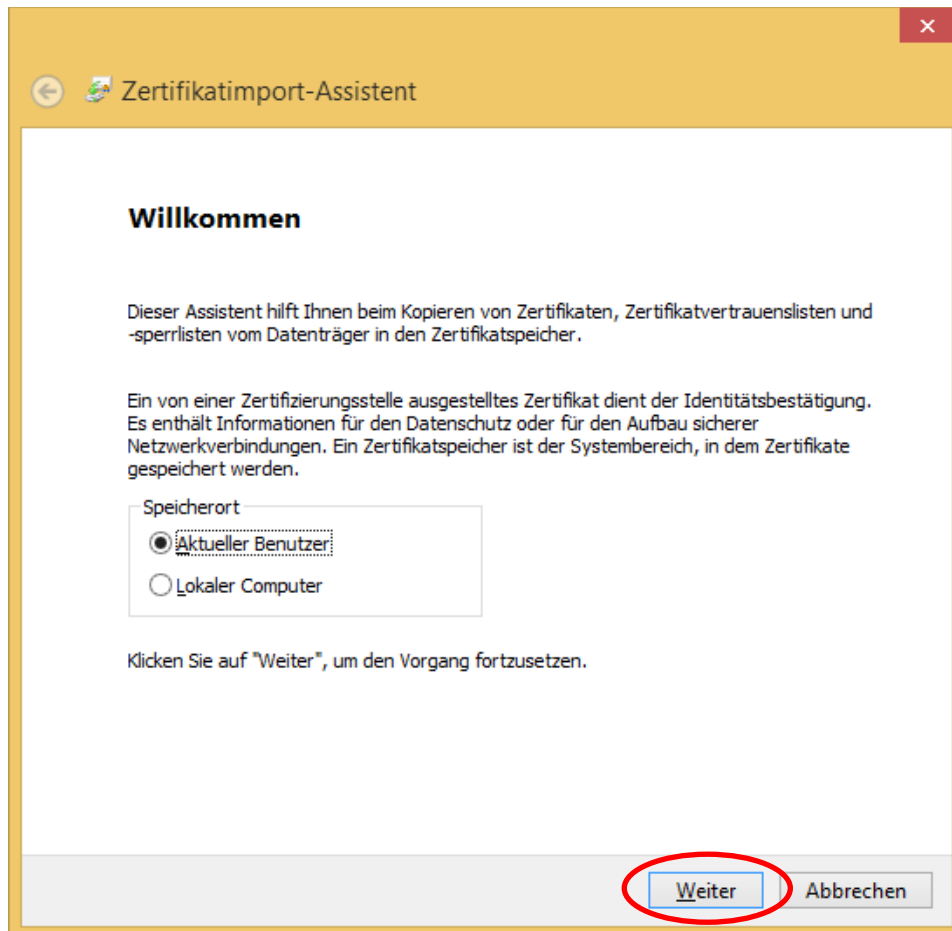 Zertifikatimport-Assistent
Willkommen
Dieser Assistent hilft Ihnen beim Kopieren von Zertifikaten, Zertifikatvertrauenslisten und
-sperrlisten vom Datenträger in den Zertifikatspeicher.
Ein von einer Zertifizierungsstelle ausgestelltes Zertifikat dient der Identitätsbestätigung.
Es enthält Informationen für den Datenschutz oder für den Aufbau sicherer
Netzwerkverbindungen. Ein Zertifikatspeicher ist der Systembereich, in dem Zertifikate
gespeichert werden.
Speicherort
Aktueller Benutzer
Lokaler Computer
Klicken Sie auf "Weiter", um den Vorgang fortzusetzen.
Weiter
Abbrechen